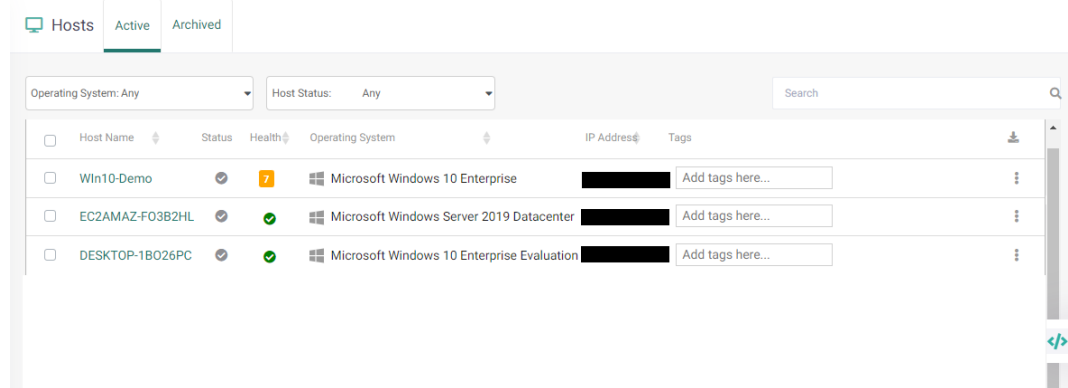 Hosts Active Archived
Operating System: Any Host Status: Any Search
Host Name Status Health Operating System IP Address Tags
WIn10-Demo 7 Microsoft Windows 10 Enterprise Add tags here...
EC2AMAZ-FO3B2HL Microsoft Windows Server 2019 Datacenter Add tags here...
DESKTOP-1BO26PC Microsoft Windows 10 Enterprise Evaluation Add tags here...
</>